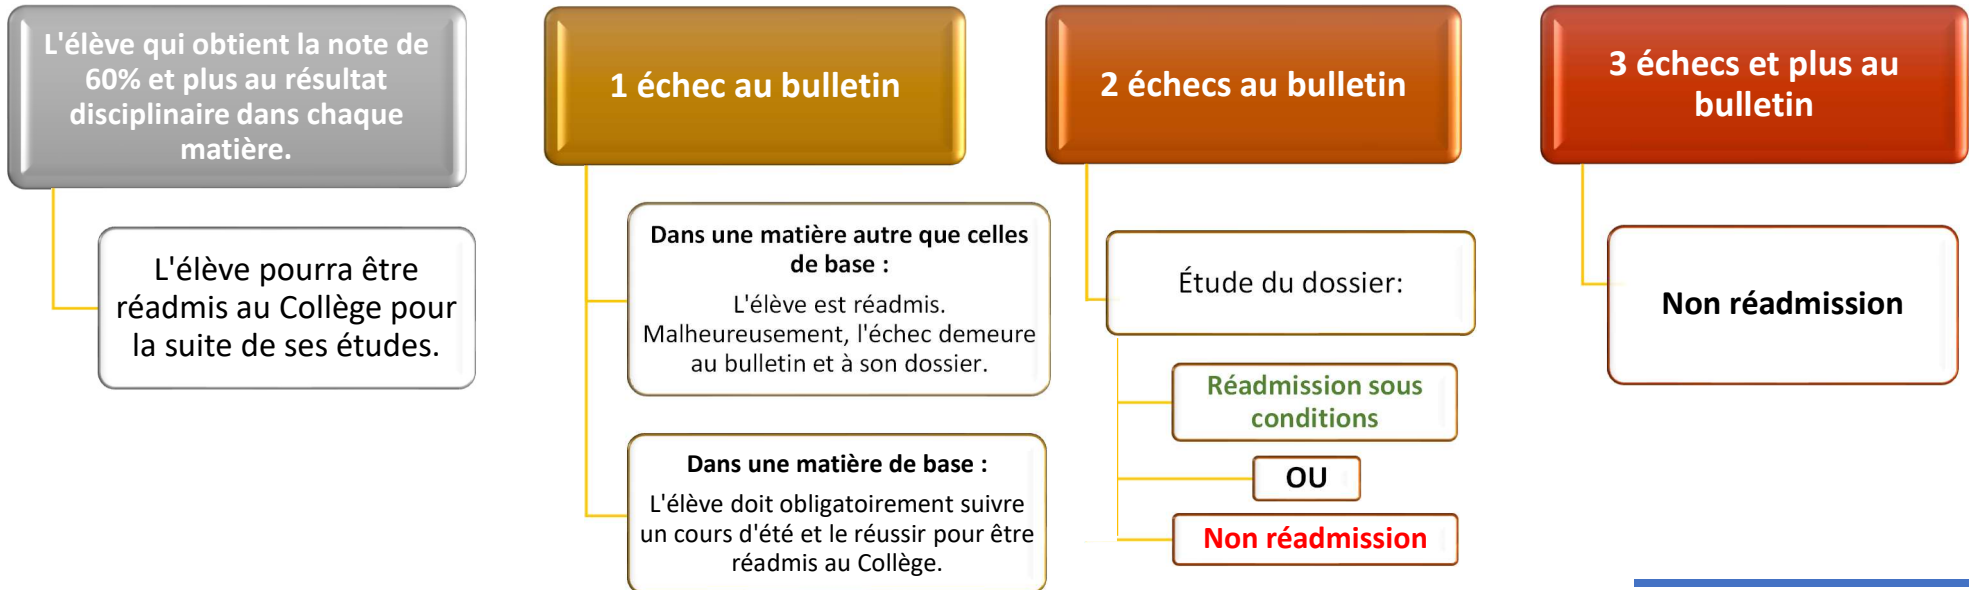 L'élève qui obtient la note de
60% et plus au résultat
disciplinaire dans chaque
matière.
L'élève pourra être
réadmis au Collège pour
la suite de ses études.
1 échec au bulletin
Dans une matière autre que celles
de base :
L'élève est réadmis.
Malheureusement, l'échec demeure
au bulletin et à son dossier.
Dans une matière de base :
L'élève doit obligatoirement suivre
un cours d'été et le réussir pour être
réadmis au Collège.
2 échecs au bulletin
Étude du dossier:
Réadmission sous
conditions
OU
Non réadmission
3 échecs et plus au
bulletin
Non réadmission